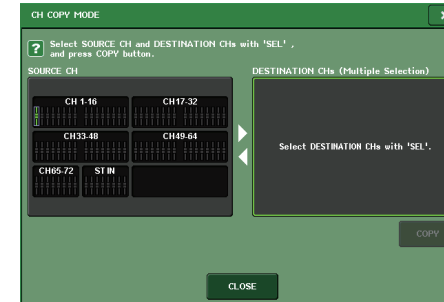 CH COPY MODE
Select SOURCE CH and DESTINATION CHs with 'SEL' ,
and press COPY button.
SOURCE CH
DESTINATION CHs (Multiple Selection)
CH 1-16
CH17-32
CH33-48
CH49-64
CH65-72
ST IN
Select DESTINATION CHs with 'SEL'.
COPY
CLOSE